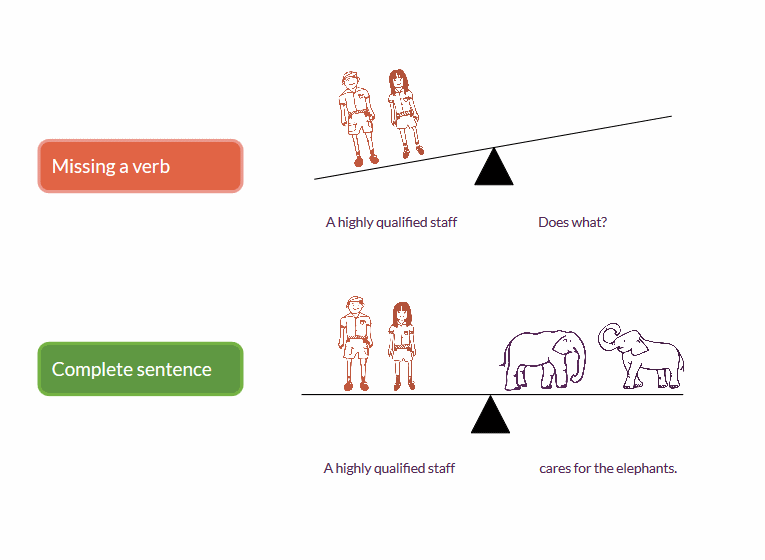 Missing a verb
A highly qualified staff
Does what?
Complete sentence
A highly qualified staff
cares for the elephants.